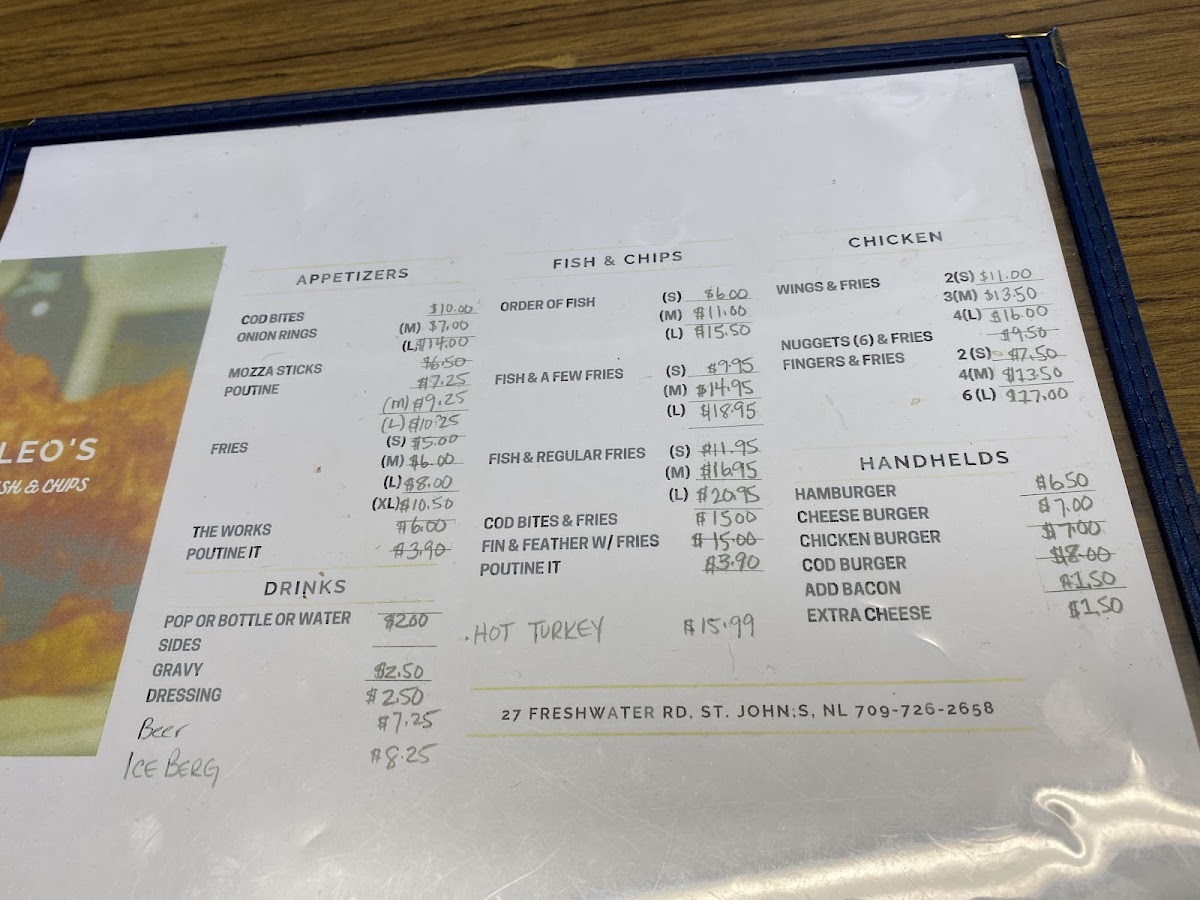 LEO'S
SH & CHIPS
APPETIZERS
COD BITES $10.00
ONION RINGS (M) $7.00
(L) $14.00
MOZZA STICKS $6.50
POUTINE $7.25
(M) $9.25
(L) $10.25
FRIES (S) $5.00
(M) $6.00
(L) $8.00
(XL) $10.50
THE WORKS $6.00
POUTINE IT $3.90
DRINKS
POP OR BOTTLE OR WATER $2.00
SIDES
GRAVY $2.50
DRESSING $2.50
Beer $7.25
ICE BERG $8.25
FISH & CHIPS
ORDER OF FISH (S) $6.00
(M) $11.00
(L) $15.50
FISH & A FEW FRIES (S) $9.95
(M) $14.95
(L) $18.95
FISH & REGULAR FRIES (S) $11.95
(M) $16.95
(L) $20.95
COD BITES & FRIES $15.00
FIN & FEATHER W/ FRIES $15.00
POUTINE IT $3.90
HOT TURKEY $15.99
CHICKEN
WINGS & FRIES 2(S) $11.00
3(M) $13.50
4(L) $16.00
NUGGETS (6) & FRIES $9.50
FINGERS & FRIES 2 (S) $7.50
4(M) $13.50
6 (L) $17.00
HANDHELDS
HAMBURGER $6.50
CHEESE BURGER $7.00
CHICKEN BURGER $7.00
COD BURGER $8.00
ADD BACON $1.50
EXTRA CHEESE $1.50
27 FRESHWATER RD, ST. JOHN;S, NL 709-726-2658